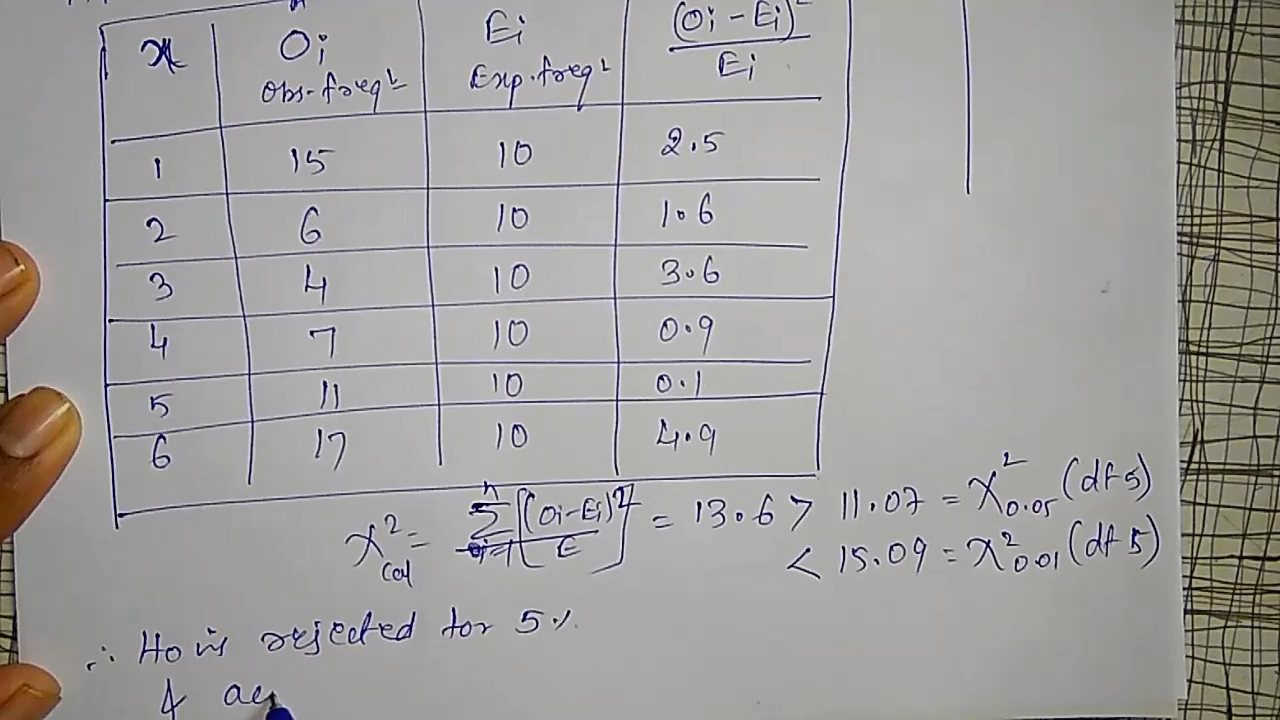 x Oi Ei (Oi - Ei)²
Obs.freqʸ Exp.freqʸ Ei
1 15 10 2.5
2 6 10 1.6
3 4 10 3.6
4 7 10 0.9
5 11 10 0.1
6 17 10 4.9
χ²cal = Σ [(Oi-Ei)²/E] = 13.6 > 11.07 = χ²0.05 (df 5)
< 15.09 = χ²0.01 (df 5)
∴ Ho is rejected for 5%.
& ac